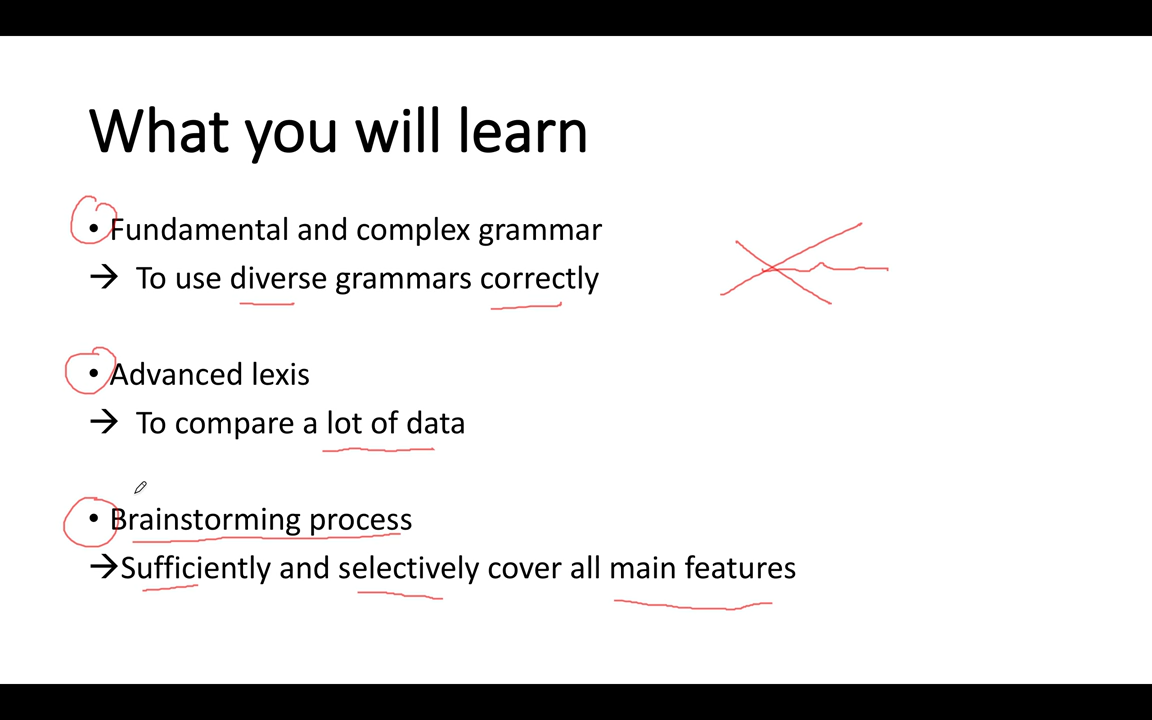 What you will learn
• Fundamental and complex grammar
→ To use diverse grammars correctly
• Advanced lexis
→ To compare a lot of data
• Brainstorming process
→Sufficiently and selectively cover all main features